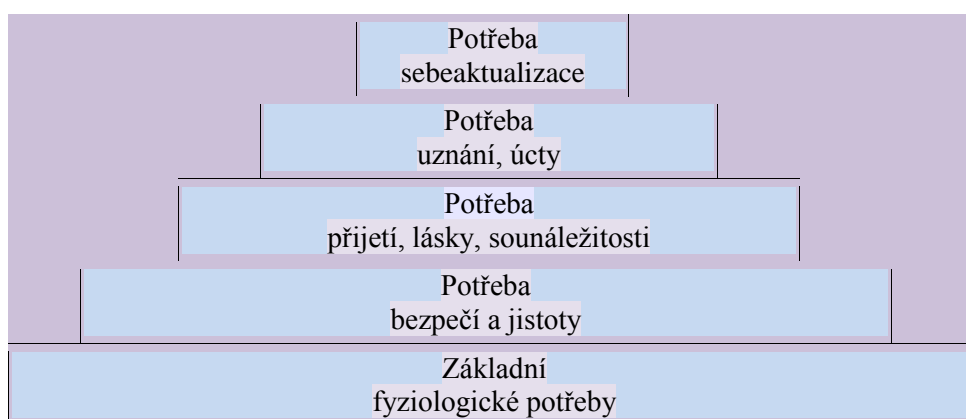 Potřeba
sebeaktualizace
Potřeba
uznání, úcty
Potřeba
přijetí, lásky, sounáležitosti
Potřeba
bezpečí a jistoty
Základní
fyziologické potřeby